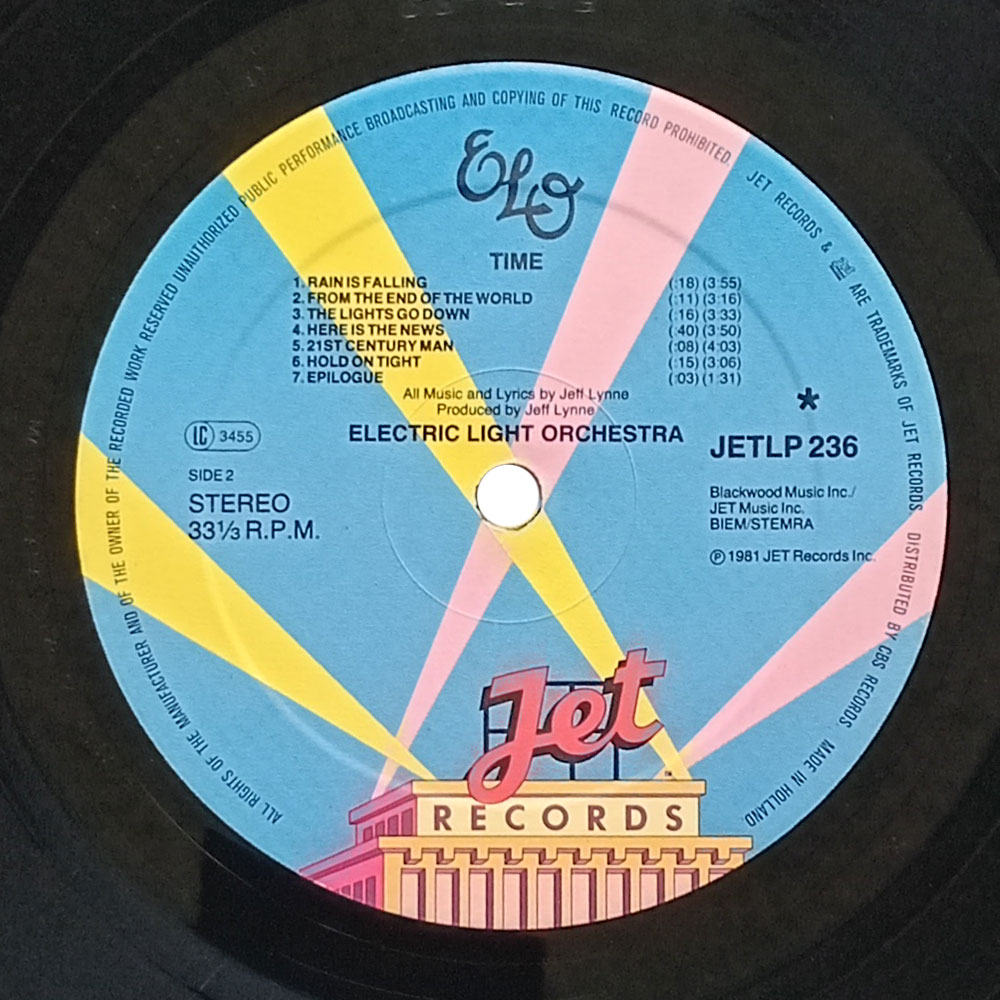 ALL RIGHTS OF THE MANUFACTURER AND OF THE OWNER OF THE RECORDED WORK RESERVED UNAUTHORIZED PUBLIC PERFORMANCE BROADCASTING AND COPYING OF THIS RECORD PROHIBITED. JET RECORDS & ARE TRADEMARKS OF JET RECORDS DISTRIBUTED BY CBS RECORDS. MADE IN HOLLAND
ELO
TIME
1. RAIN IS FALLING (:18) (3:55)
2. FROM THE END OF THE WORLD (:11) (3:16)
3. THE LIGHTS GO DOWN (:16) (3:33)
4. HERE IS THE NEWS (:40) (3:50)
5. 21ST CENTURY MAN (:08) (4:03)
6. HOLD ON TIGHT (:15) (3:06)
7. EPILOGUE (:03) (1:31)
All Music and Lyrics by Jeff Lynne
Produced by Jeff Lynne
ELECTRIC LIGHT ORCHESTRA
LC 3455
SIDE 2
STEREO
33⅓ R.P.M.
*
JETLP 236
Blackwood Music Inc./
JET Music Inc.
BIEM/STEMRA
℗ 1981 JET Records Inc.
Jet
TM
RECORDS